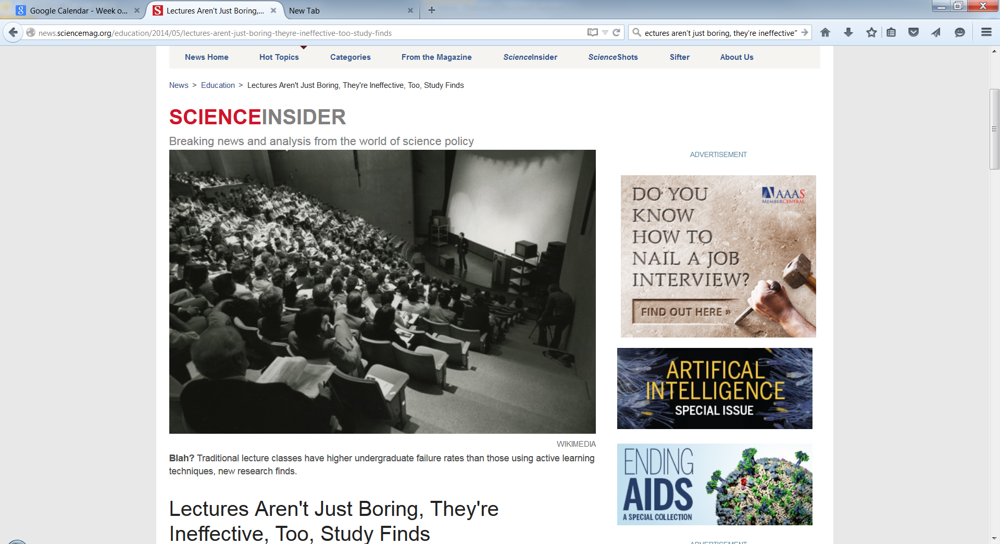 Google Calendar - Week o...
Lectures Aren't Just Boring,...
New Tab
news.sciencemag.org/education/2014/05/lectures-arent-just-boring-theyre-ineffective-too-study-finds
ectures aren’t just boring, they’re ineffective”
News Home
Hot Topics
Categories
From the Magazine
ScienceInsider
ScienceShots
Sifter
About Us
News > Education > Lectures Aren't Just Boring, They're Ineffective, Too, Study Finds
SCIENCEINSIDER
Breaking news and analysis from the world of science policy
WIKIMEDIA
Blah? Traditional lecture classes have higher undergraduate failure rates than those using active learning
techniques, new research finds.
Lectures Aren't Just Boring, They're
Ineffective, Too, Study Finds
ADVERTISEMENT
DO YOU
KNOW
HOW TO
NAIL A JOB
INTERVIEW?
AAAS
MEMBERCENTRAL
FIND OUT HERE »
ARTIFICAL
INTELLIGENCE
SPECIAL ISSUE
ENDING
AIDS
A SPECIAL COLLECTION
ADVERTISEMENT